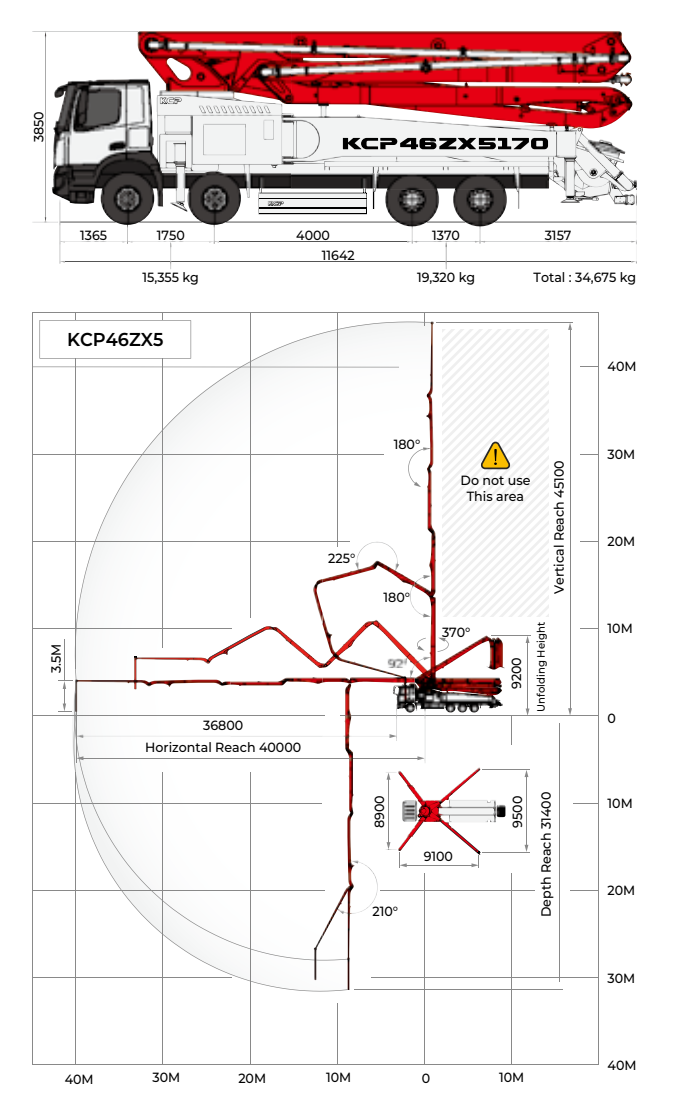 3850
KCP
KCP46ZX5170
KCP
1365
1750
4000
1370
3157
11642
15,355 kg
19,320 kg
Total : 34,675 kg
KCP46ZX5
40M
180°
30M
Do not use
This area
Vertical Reach 45100
20M
225°
180°
10M
370°
3.5M
92°
9200
Unfolding Height
0
36800
Horizontal Reach 40000
10M
8900
9500
9100
Depth Reach 31400
20M
210°
30M
40M
40M
30M
20M
10M
0
10M